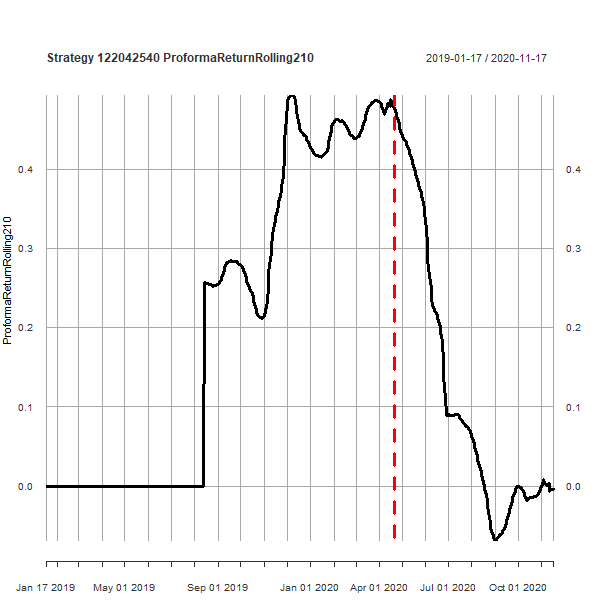 Strategy 122042540 ProformaReturnRolling210
2019-01-17 / 2020-11-17
ProformaReturnRolling210
0.4 0.4
0.3 0.3
0.2 0.2
0.1 0.1
0.0 0.0
Jan 17 2019 May 01 2019 Sep 01 2019 Jan 01 2020 Apr 01 2020 Jul 01 2020 Oct 01 2020